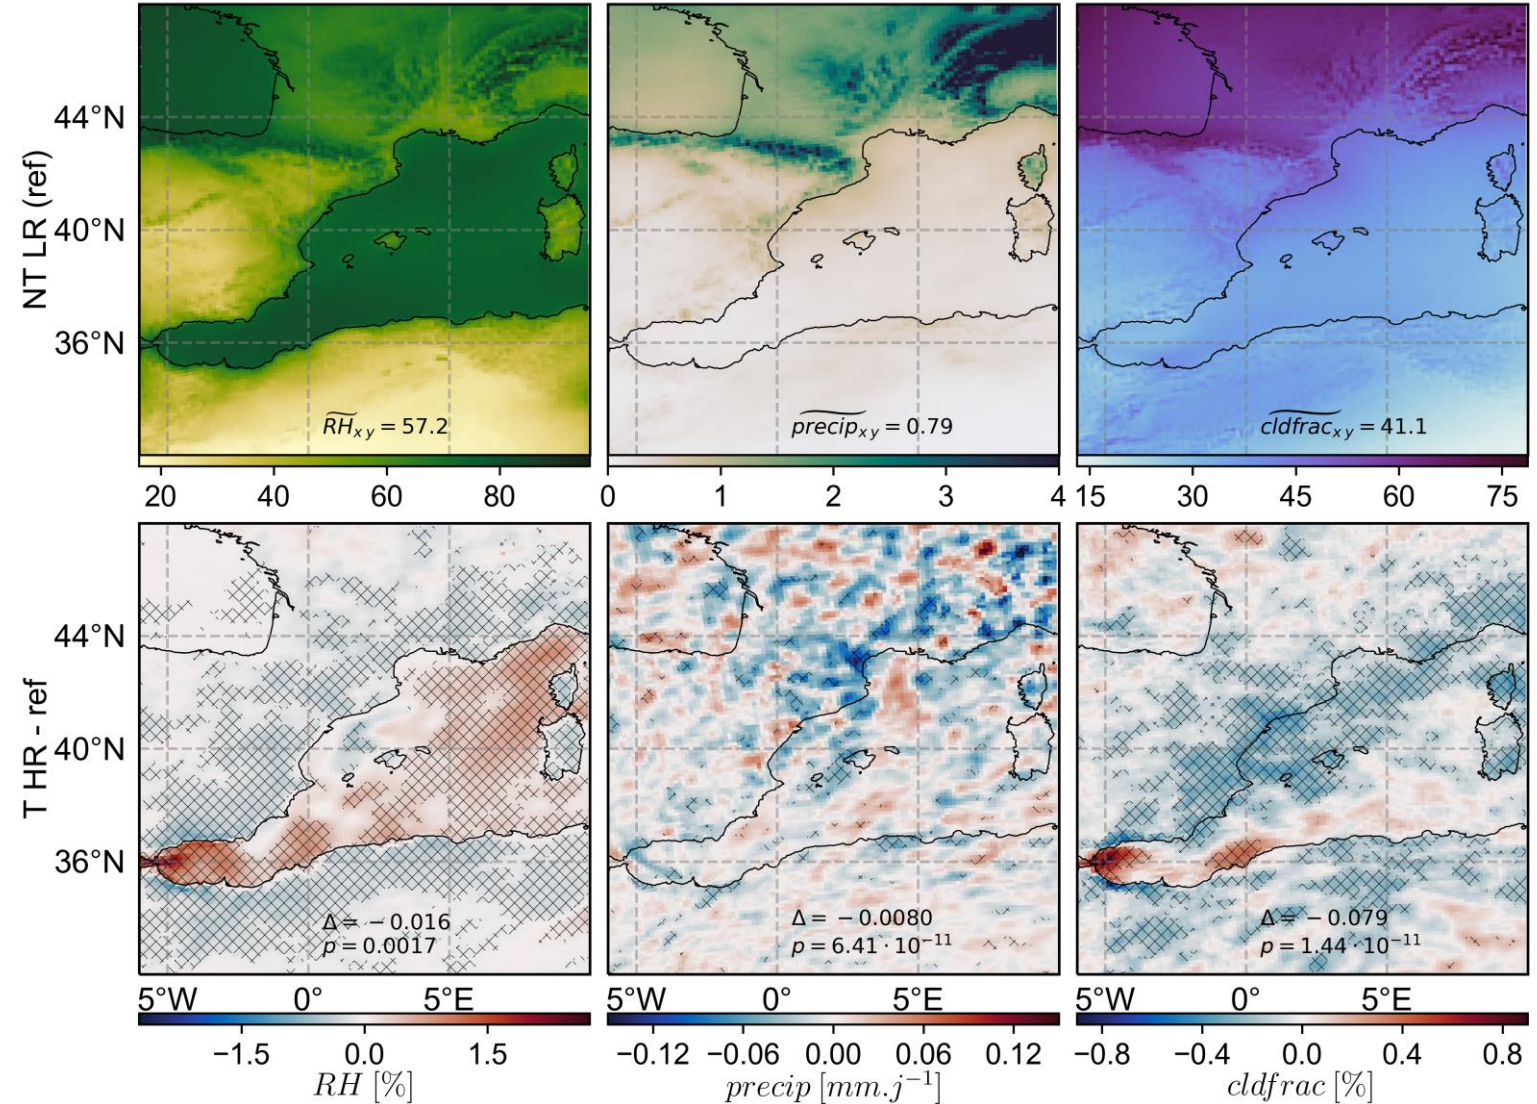 44°N
40°N
36°N
NT LR (ref)
RH_xy = 57.2
precip_xy = 0.79
cldfrac_xy = 41.1
20 40 60 80
0 1 2 3 4
15 30 45 60 75
44°N
40°N
36°N
T HR - ref
Δ = −0.016
p = 0.0017
Δ = −0.0080
p = 6.41 · 10⁻¹¹
Δ = −0.079
p = 1.44 · 10⁻¹¹
5°W 0° 5°E
5°W 0° 5°E
5°W 0° 5°E
−1.5 0.0 1.5
−0.12 −0.06 0.00 0.06 0.12
−0.8 −0.4 0.0 0.4 0.8
RH [%]
precip [mm.j⁻¹]
cldfrac [%]